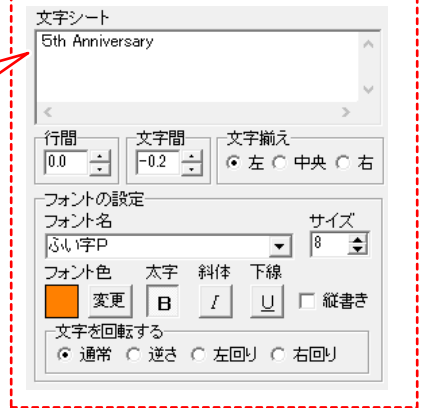 文字シート
5th Anniversary
行間 文字間 文字揃え
0.0 -0.2 左 中央 右
フォントの設定
フォント名 サイズ
ふい字P 8
フォント色 太字 斜体 下線
変更 B I U 縦書き
文字を回転する
通常 逆さ 左回り 右回り